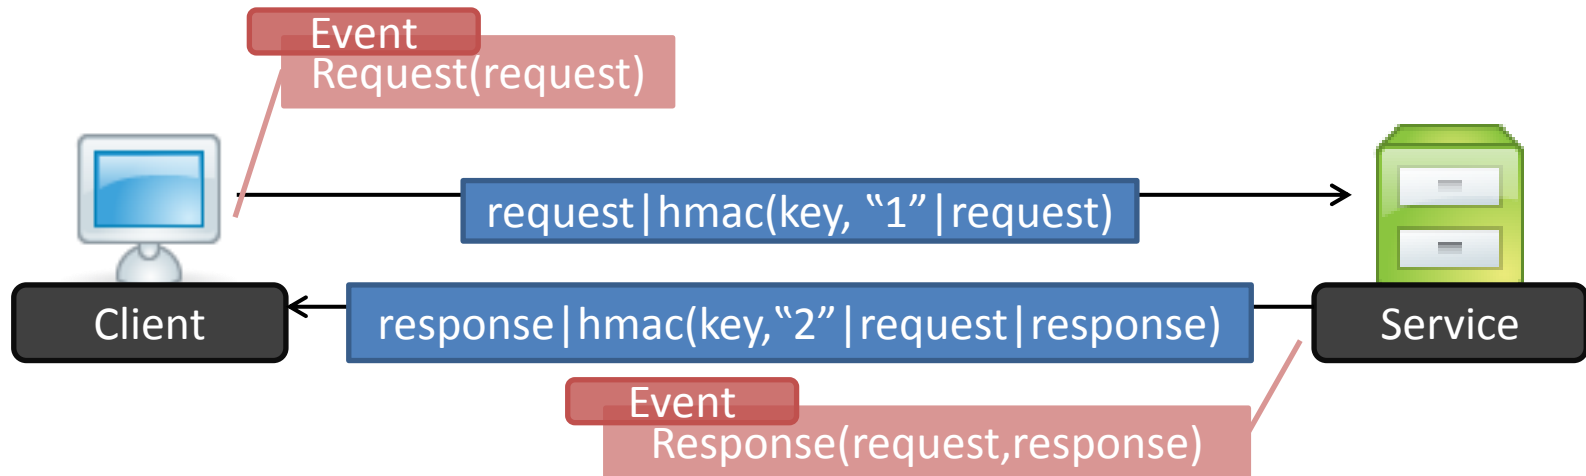 Event
Request(request)
request|hmac(key, “1”|request)
Client
response|hmac(key,“2”|request|response)
Service
Event
Response(request,response)